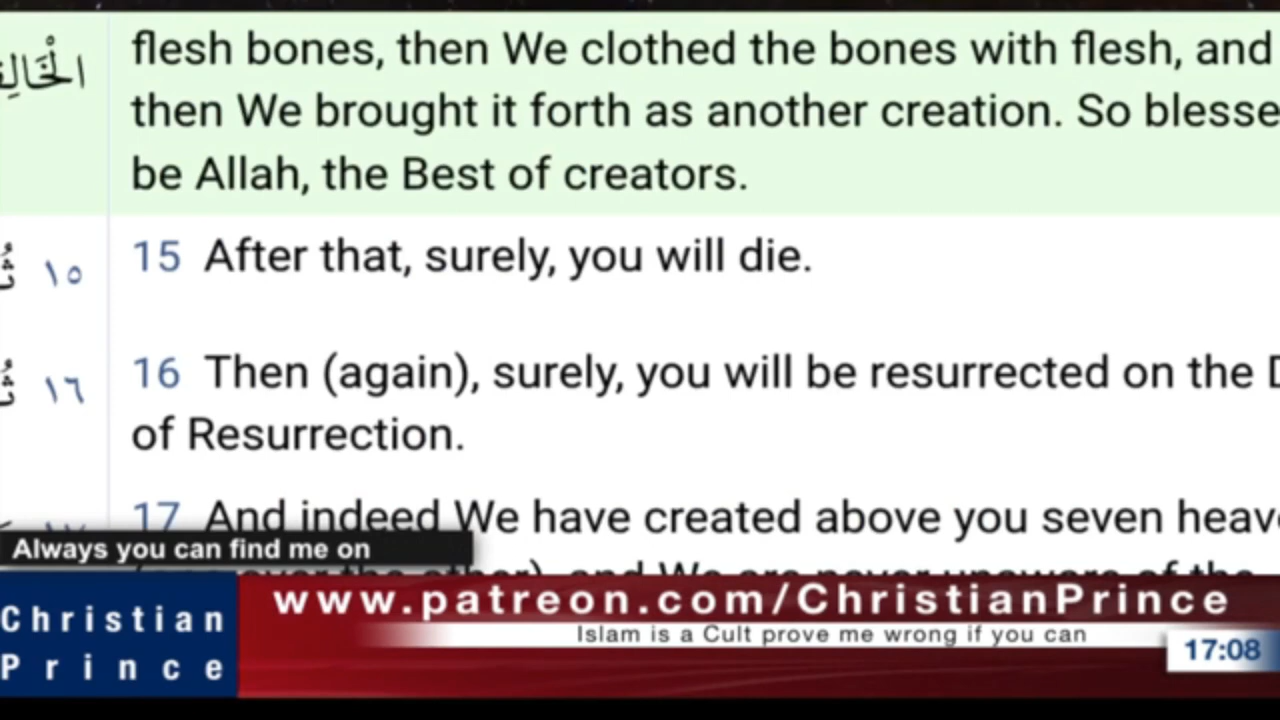 flesh bones, then We clothed the bones with flesh, and
then We brought it forth as another creation. So
be Allah, the Best of creators.
١٥ 15 After that, surely, you will die.
١٦ 16 Then (again), surely, you will be resurrected on the
of Resurrection.
17 And indeed We have created above you seven
Always you can find me on
Christian
Prince
www.patreon.com/ChristianPrince
Islam is a Cult prove me wrong if you can
17:08